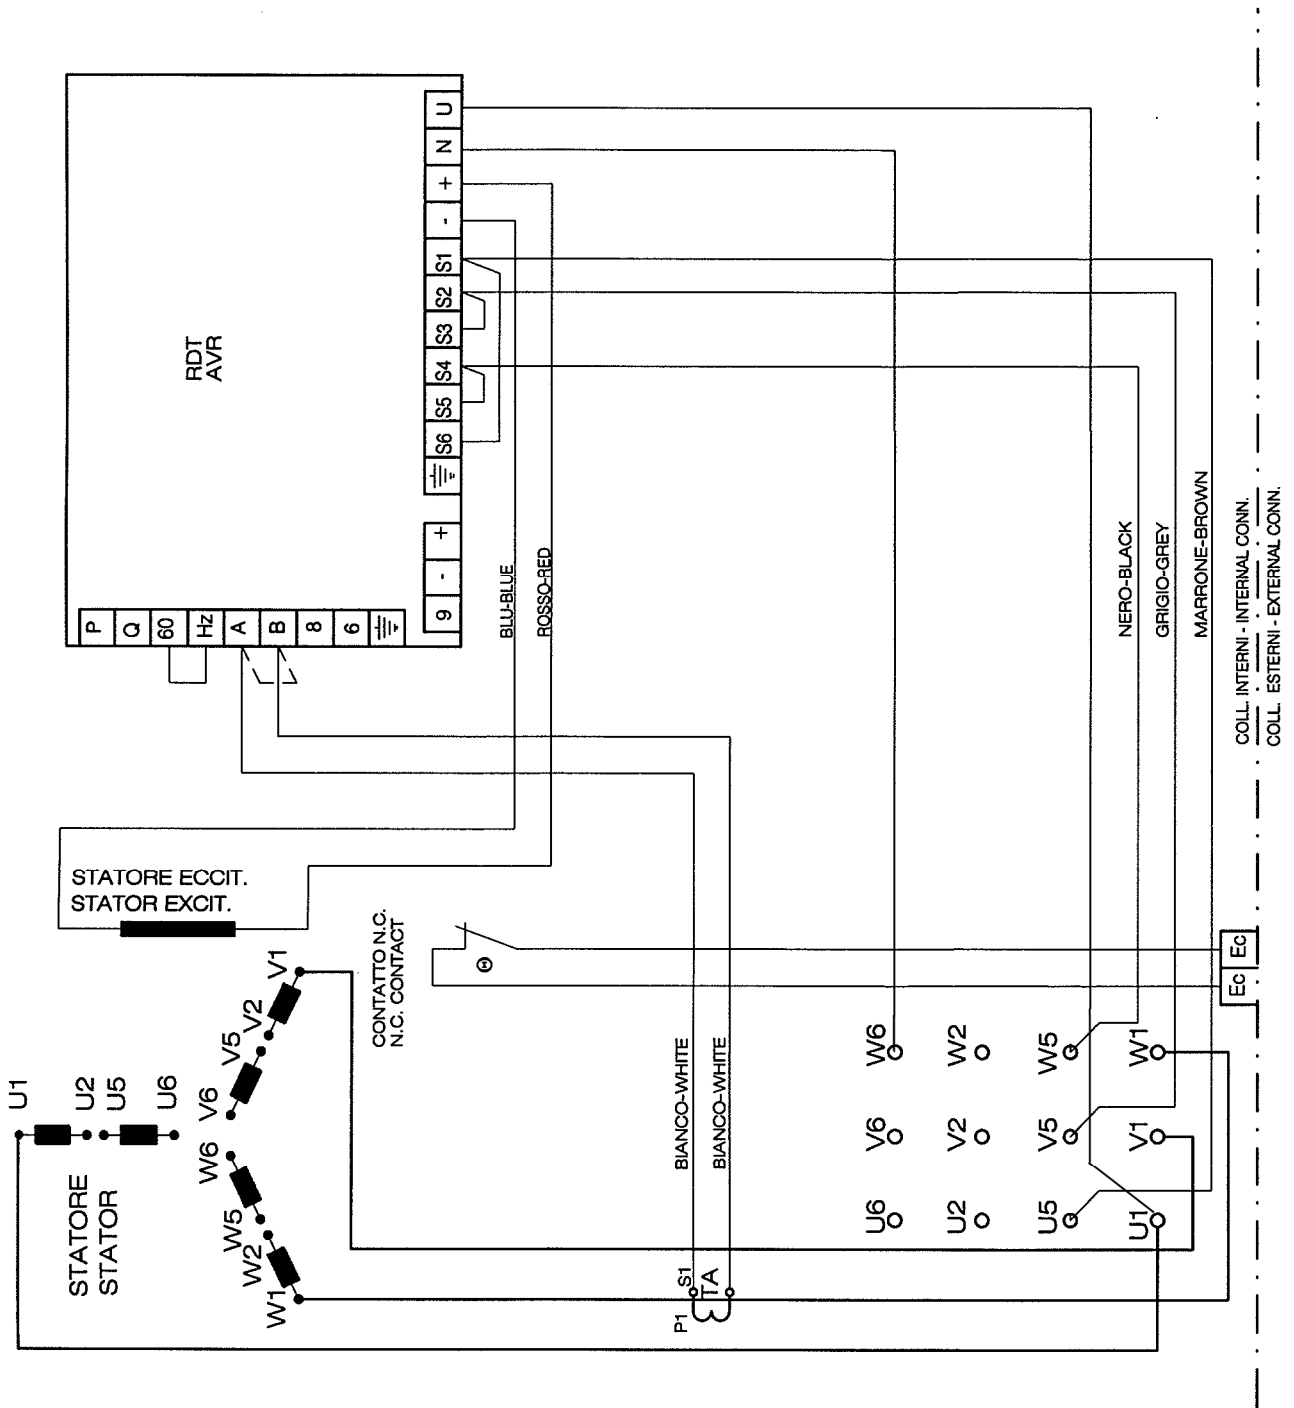 RDT
AVR
U
N
+
-
S1
S2
S3
S4
S5
S6
+
-
9
P
Q
60
Hz
A
B
8
6
BLU-BLUE
ROSSO-RED
NERO-BLACK
GRIGIO-GREY
MARRONE-BROWN
COLL. INTERNI - INTERNAL CONN.
COLL. ESTERNI - EXTERNAL CONN.
STATORE ECCIT.
STATOR EXCIT.
CONTATTO N.C.
N.C. CONTACT
Θ
Ec
Ec
BIANCO-WHITE
BIANCO-WHITE
STATORE
STATOR
U1
U2
U5
U6
V1
V2
V5
V6
W6
W5
W2
W1
P1
S1
TA
U6
V6
W6
U2
V2
W2
U5
V5
W5
U1
V1
W1